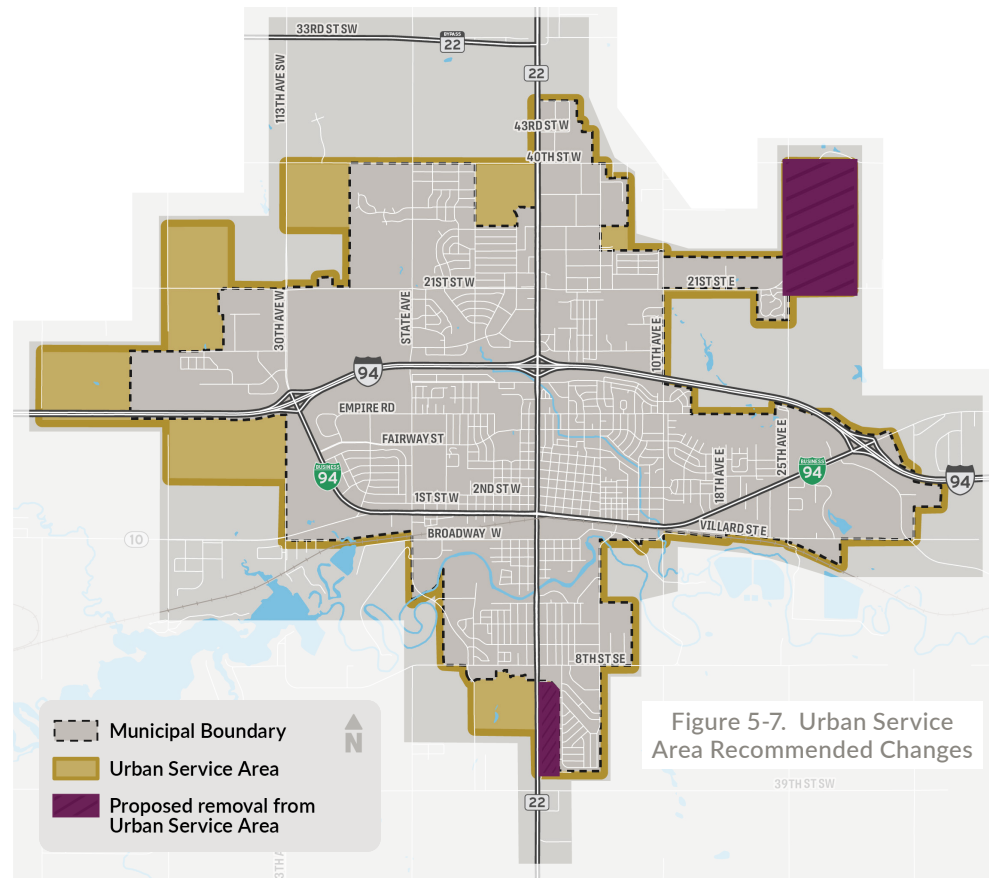 33RD ST SW
BYPASS
22
22
113TH AVE SW
43RD ST W
40TH ST W
21ST ST W
21ST ST E
30TH AVE W
STATE AVE
10TH AVE E
94
EMPIRE RD
FAIRWAY ST
25TH AVE E
18TH AVE E
BUSINESS
94
BUSINESS
94
94
2ND ST W
1ST ST W
BROADWAY W
VILLARD ST E
10
8TH ST SE
Figure 5-7. Urban Service
Area Recommended Changes
39TH ST SW
22
Municipal Boundary
N
Urban Service Area
Proposed removal from
Urban Service Area